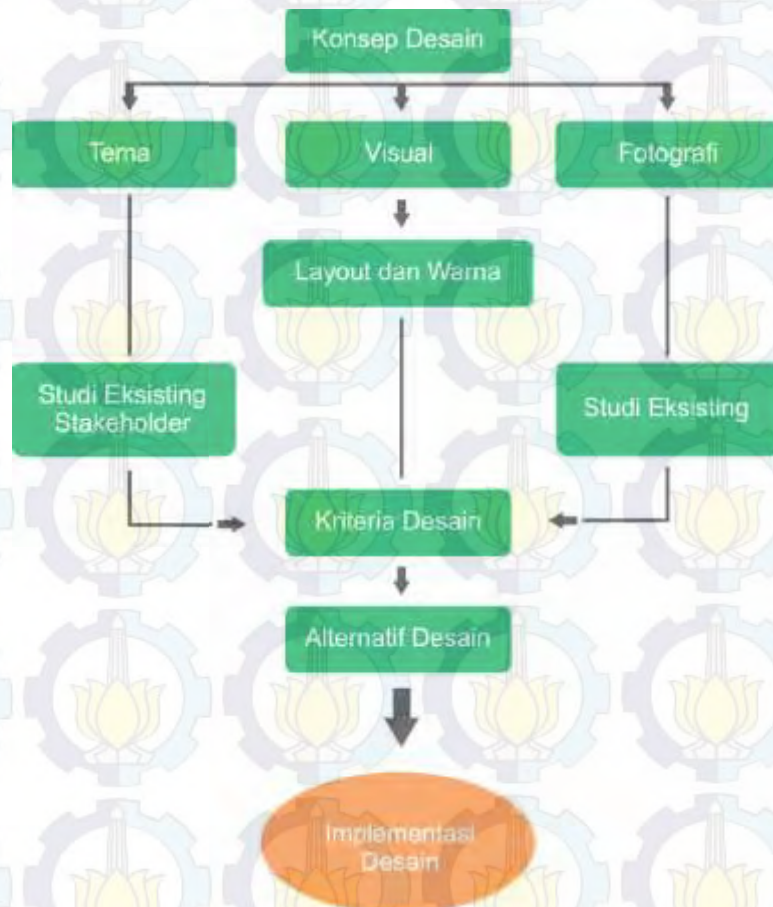 Konsep Desain
Tema
Visual
Fotografi
Layout dan Warna
Studi Eksisting
Stakeholder
Studi Eksisting
Kriteria Desain
Alternatif Desain
Implementasi
Desain